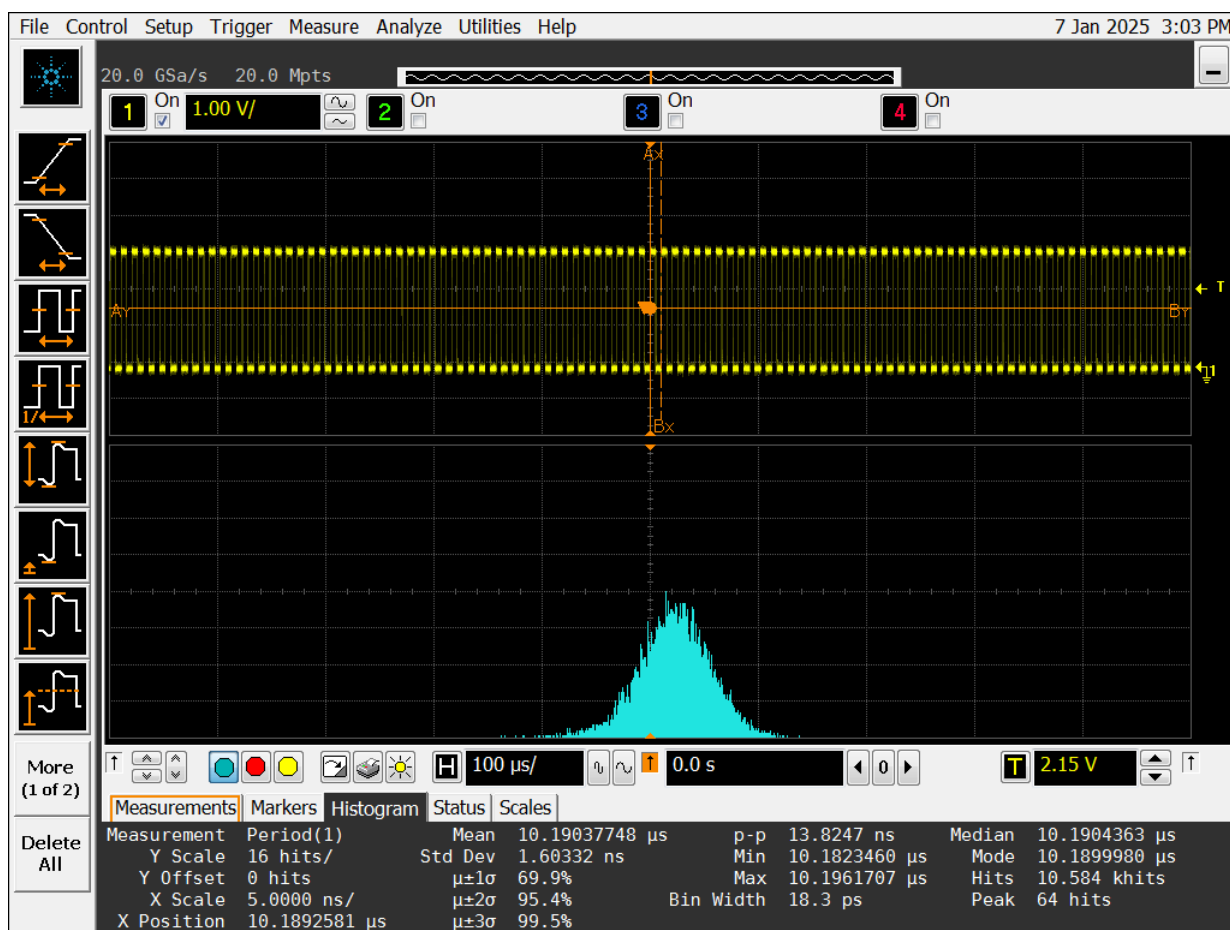 File Control Setup Trigger Measure Analyze Utilities Help 7 Jan 2025 3:03 PM
20.0 GSa/s 20.0 Mpts
1 On 1.00 V/ 2 On 3 On 4 On
Ax
T
AY BY
1
Bx
1/
More
(1 of 2)
Delete
All
H 100 µs/ 0.0 s 0 T 2.15 V
Measurements Markers Histogram Status Scales
Measurement Period(1) Mean 10.19037748 µs p-p 13.8247 ns Median 10.1904363 µs
Y Scale 16 hits/ Std Dev 1.60332 ns Min 10.1823460 µs Mode 10.1899980 µs
Y Offset 0 hits µ±1σ 69.9% Max 10.1961707 µs Hits 10.584 khits
X Scale 5.0000 ns/ µ±2σ 95.4% Bin Width 18.3 ps Peak 64 hits
X Position 10.1892581 µs µ±3σ 99.5%